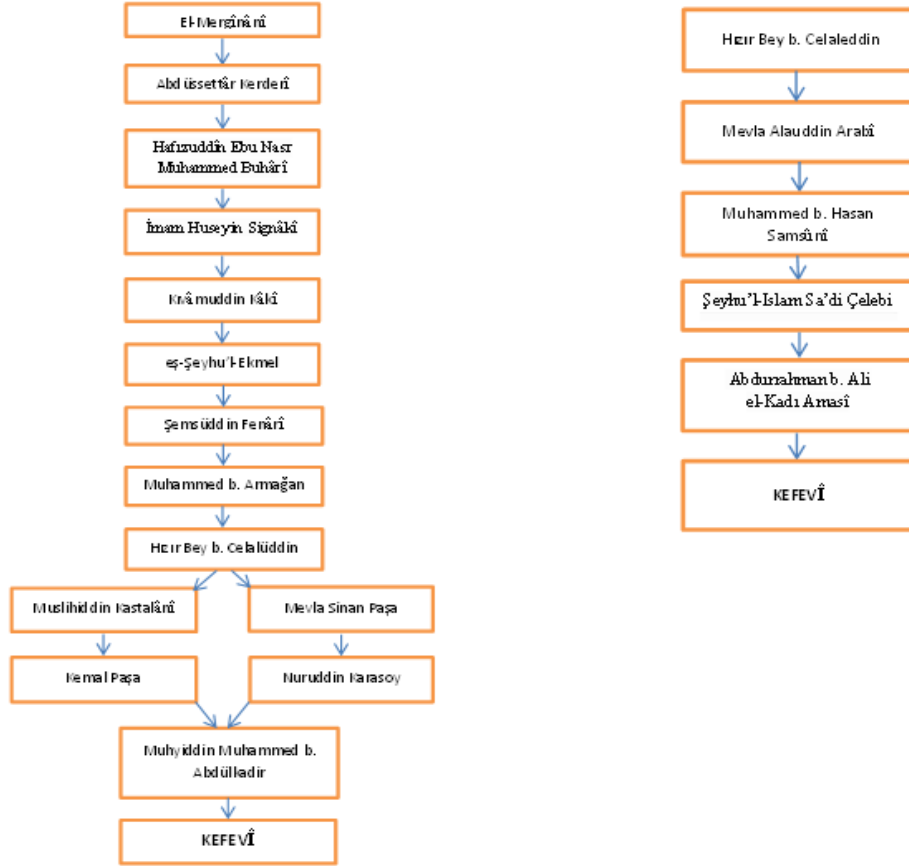 El-Mergînânî
Abdüssettâr Kerderî
Hafızuddîn Ebu Nasr
Muhammed Buhârî
İmam Huseyin Signâkî
Kıvâmuddin Kâkî
eş-Şeyhu'l-Ekmel
Şemsüddin Fenârî
Muhammed b. Armağan
Hızır Bey b. Celalüddin
Muslihiddin Kastalânî
Mevla Sinan Paşa
Kemal Paşa
Nuruddin Karasoy
Muhyiddin Muhammed b.
Abdülkadir
KEFEVÎ
Hızır Bey b. Celaleddin
Mevla Alauddin Arabî
Muhammed b. Hasan
Samsûnî
Şeyhu'l-Islam Sa'di Çelebi
Abdurrahman b. Ali
el-Kadı Amasî
KEFEVÎ